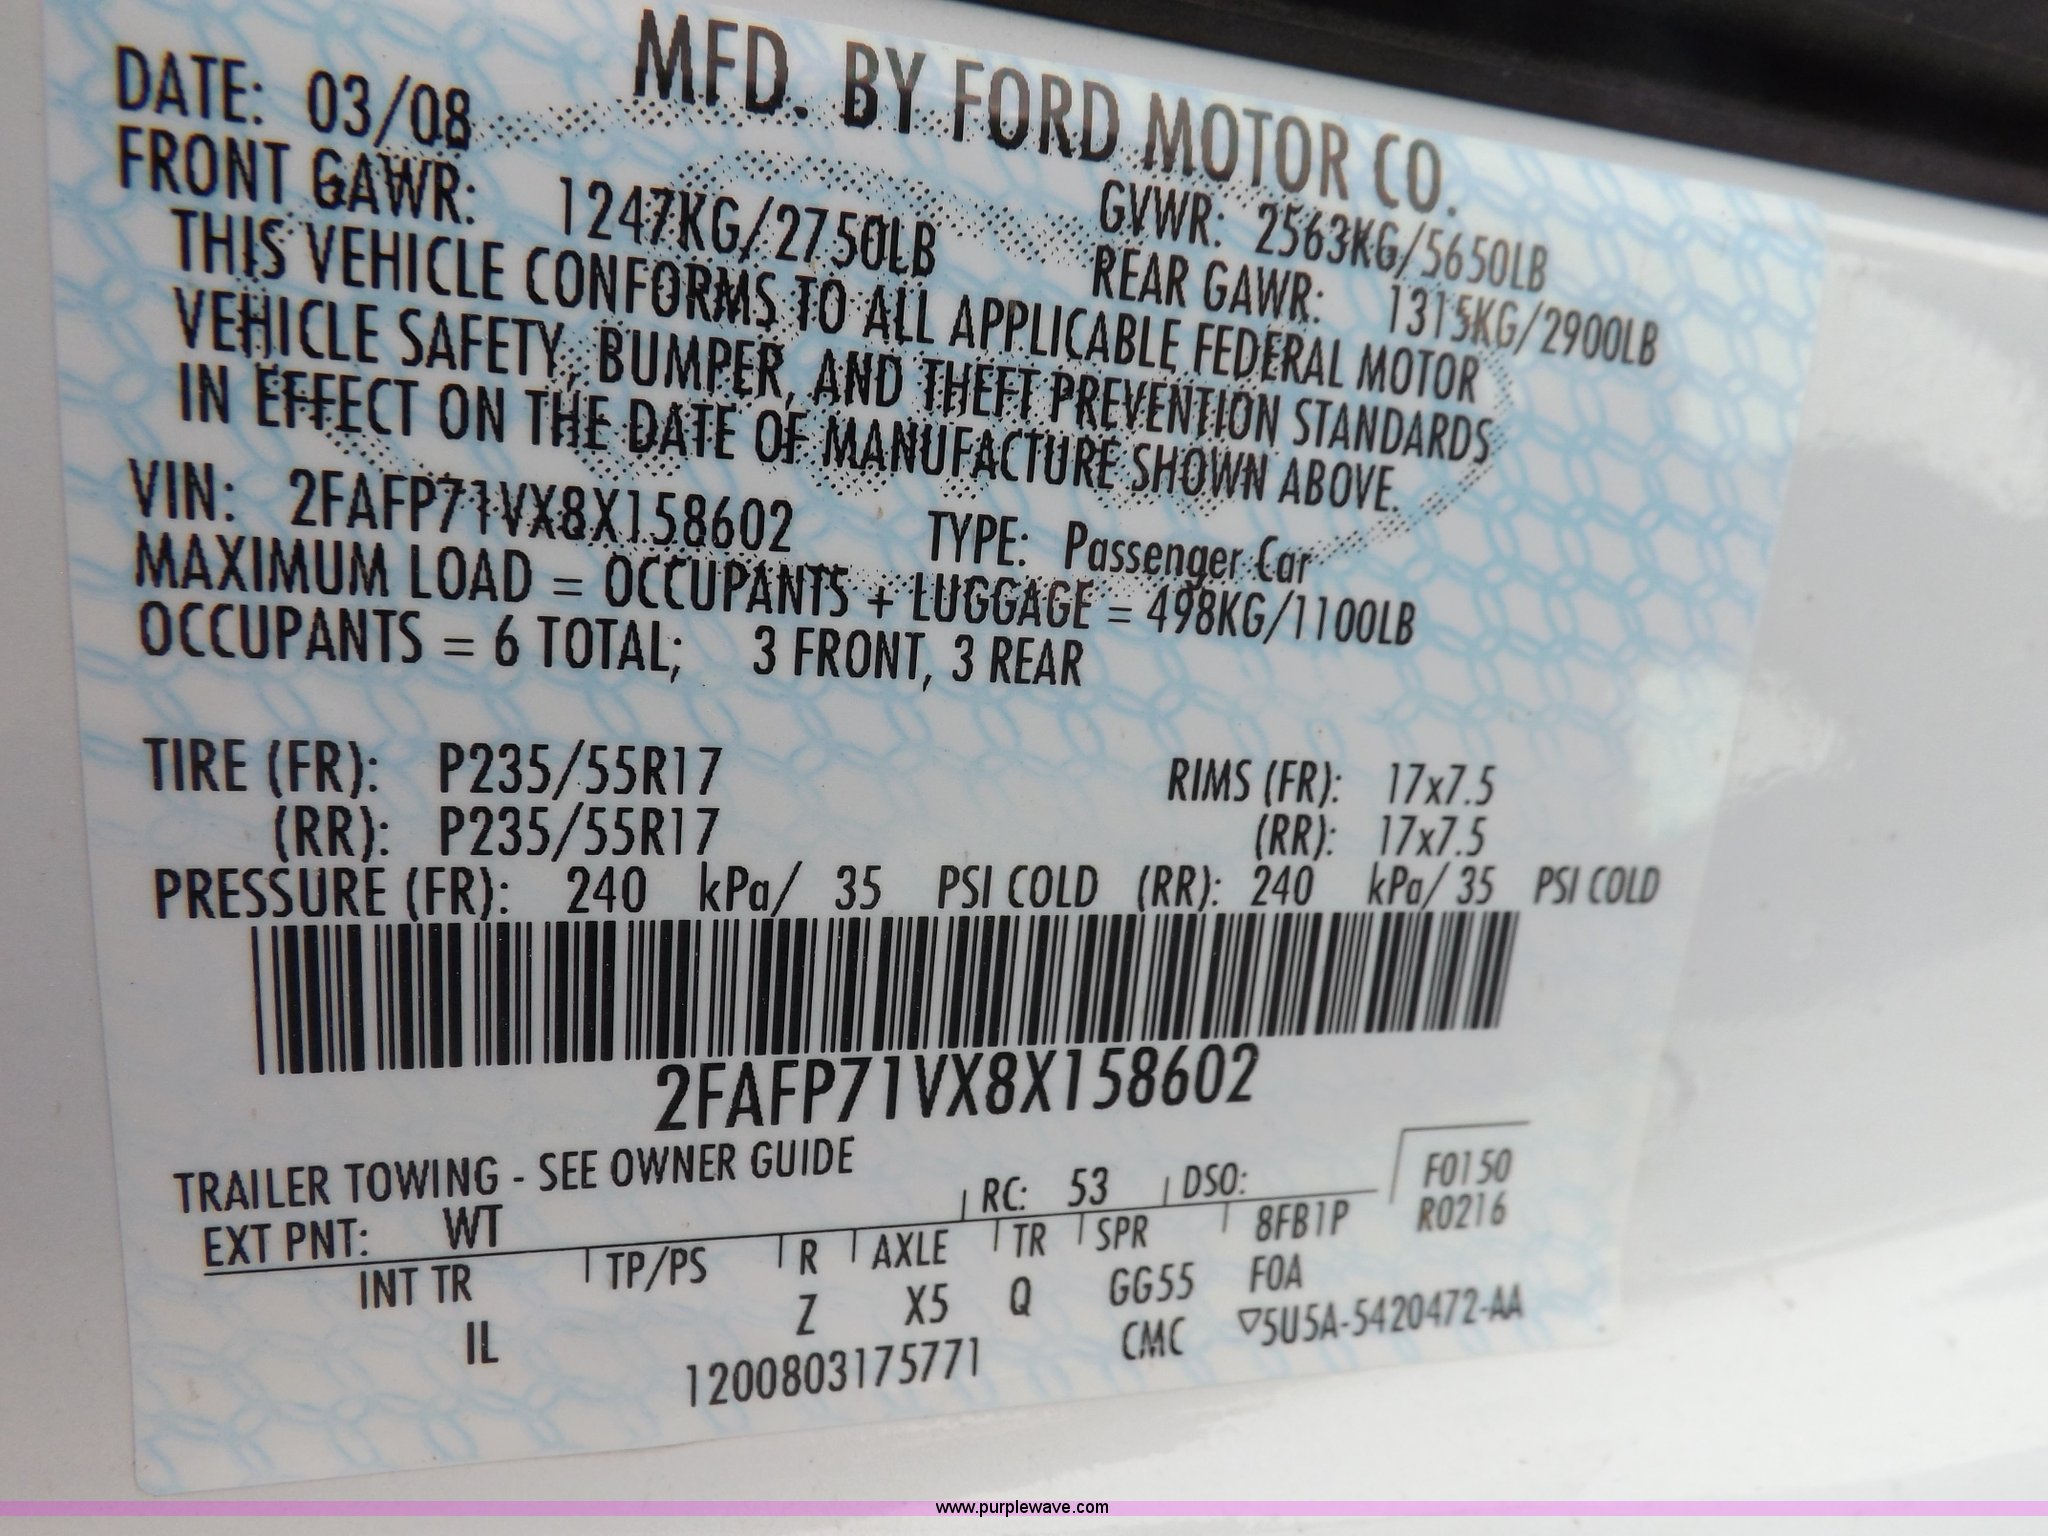 MFD. BY FORD MOTOR CO.
DATE: 03/08 GVWR: 2563KG/5650LB
FRONT GAWR: 1247KG/2750LB REAR GAWR: 1315KG/2900LB
THIS VEHICLE CONFORMS TO ALL APPLICABLE FEDERAL MOTOR
VEHICLE SAFETY, BUMPER, AND THEFT PREVENTION STANDARDS
IN EFFECT ON THE DATE OF MANUFACTURE SHOWN ABOVE.
VIN: 2FAFP71VX8X158602 TYPE: Passenger Car
MAXIMUM LOAD = OCCUPANTS + LUGGAGE = 498KG/1100LB
OCCUPANTS = 6 TOTAL; 3 FRONT, 3 REAR
TIRE (FR): P235/55R17 RIMS (FR): 17x7.5
(RR): P235/55R17 (RR): 17x7.5
PRESSURE (FR): 240 kPa/ 35 PSI COLD (RR): 240 kPa/ 35 PSI COLD
2FAFP71VX8X158602
TRAILER TOWING - SEE OWNER GUIDE F0150
EXT PNT: WT RC: 53 DSO: R0216
INT TR TP/PS R AXLE TR SPR 8FB1P
IL Z X5 Q GG55 FOA
1200803175771 CMC ▽5U5A-5420472-AA
www.purplewave.com